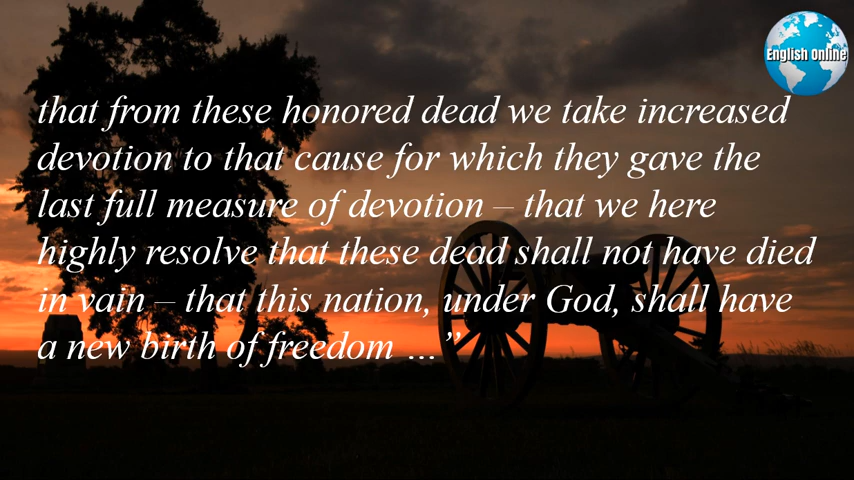 English Online
that from these honored dead we take increased
devotion to that cause for which they gave the
last full measure of devotion – that we here
highly resolve that these dead shall not have died
in vain – that this nation, under God, shall have
a new birth of freedom …”